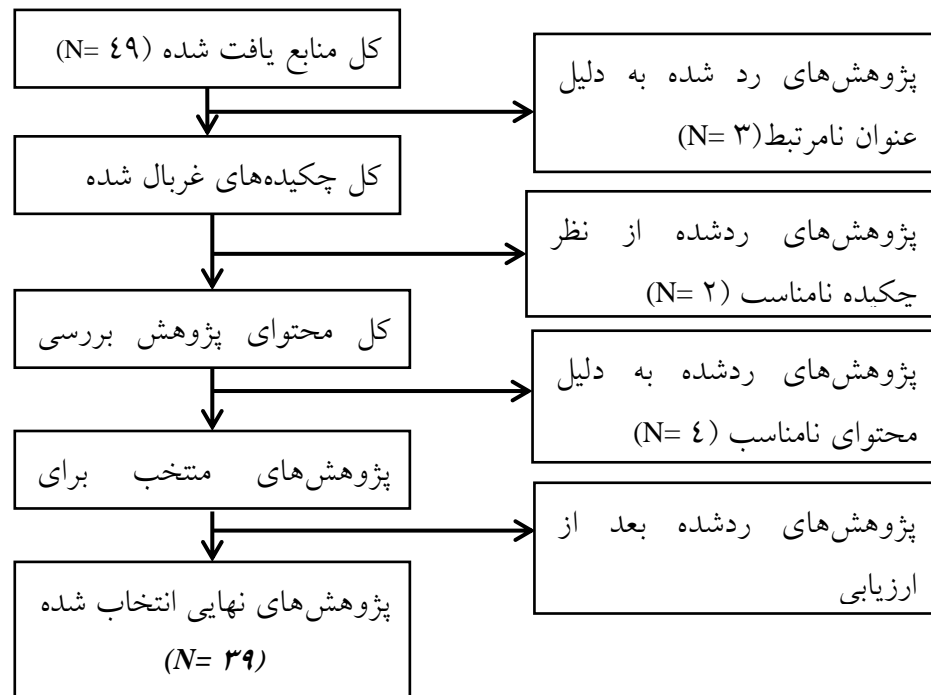 کل منابع یافت شده (N= ٤٩)
پژوهش‌های رد شده به دلیل
عنوان نامرتبط(N= ٣)
کل چکیده‌های غربال شده
پژوهش‌های ردشده از نظر
چکیده نامناسب (N= ٢)
کل محتوای پژوهش بررسی
پژوهش‌های ردشده به دلیل
محتوای نامناسب (N= ٤)
پژوهش‌های منتخب برای
پژوهش‌های ردشده بعد از
ارزیابی
پژوهش‌های نهایی انتخاب شده
(N= ٣٩)